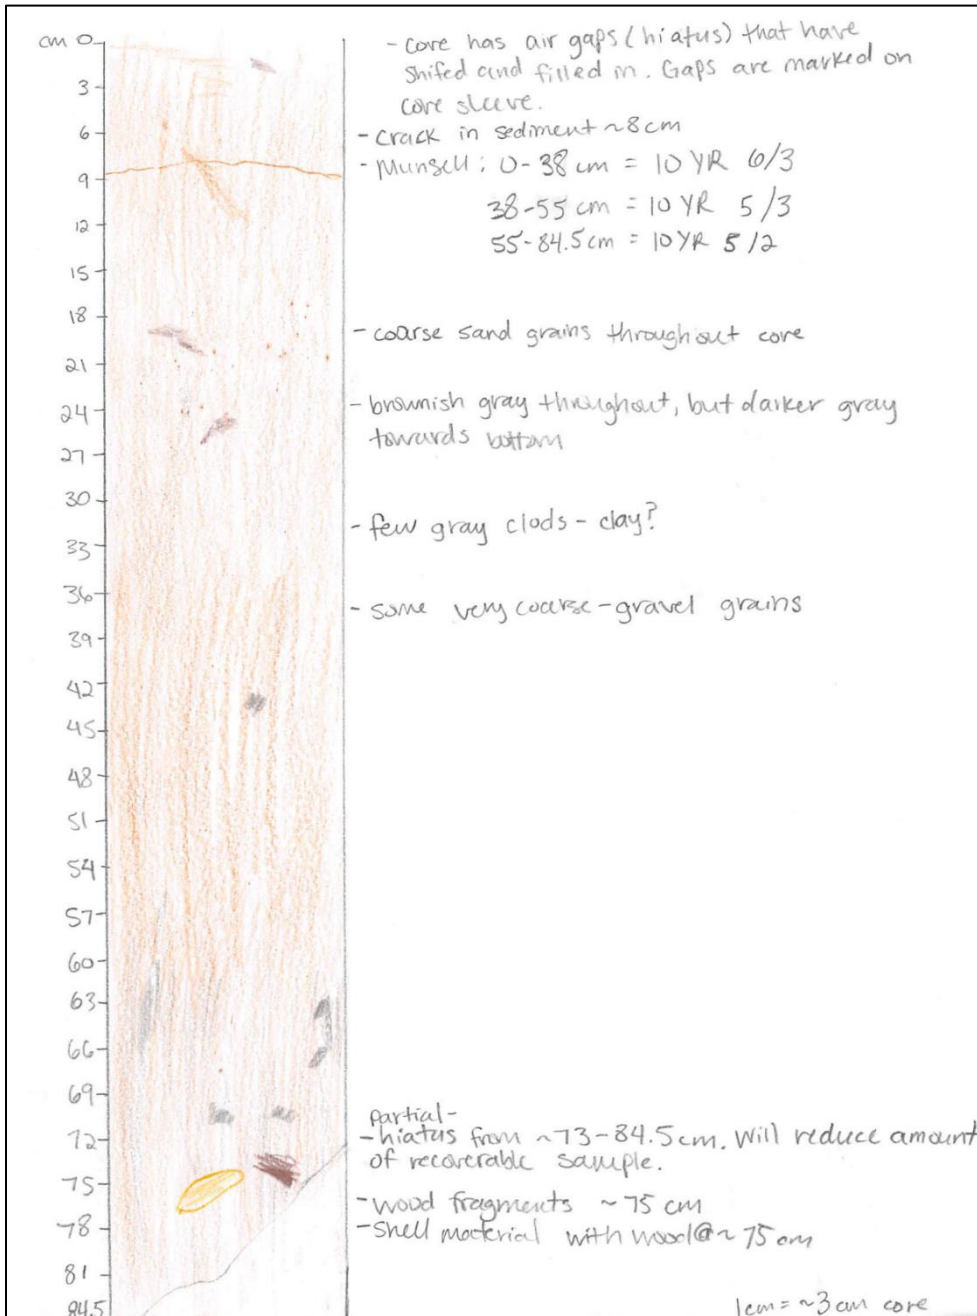 cm 0
3
6
9
12
15
18
21
24
27
30
33
36
39
42
45
48
51
54
57
60
63
66
69
72
75
78
81
84.5
- Core has air gaps (hiatus) that have
shifed and filled in. Gaps are marked on
core sleeve.
- Crack in sediment ~8cm
- Munsell: 0-38 cm = 10 YR 6/3
38-55 cm = 10 YR 5/3
55-84.5 cm = 10 YR 5/2
- coarse sand grains throughout core
- brownish gray throughout, but darker gray
towards bottom
- few gray clods - clay?
- some very coarse-gravel grains
partial-
- hiatus from ~73-84.5cm. Will reduce amount
of recoverable sample.
- wood fragments ~75 cm
- Shell material with wood @~75 cm
1cm = ~3 cm core